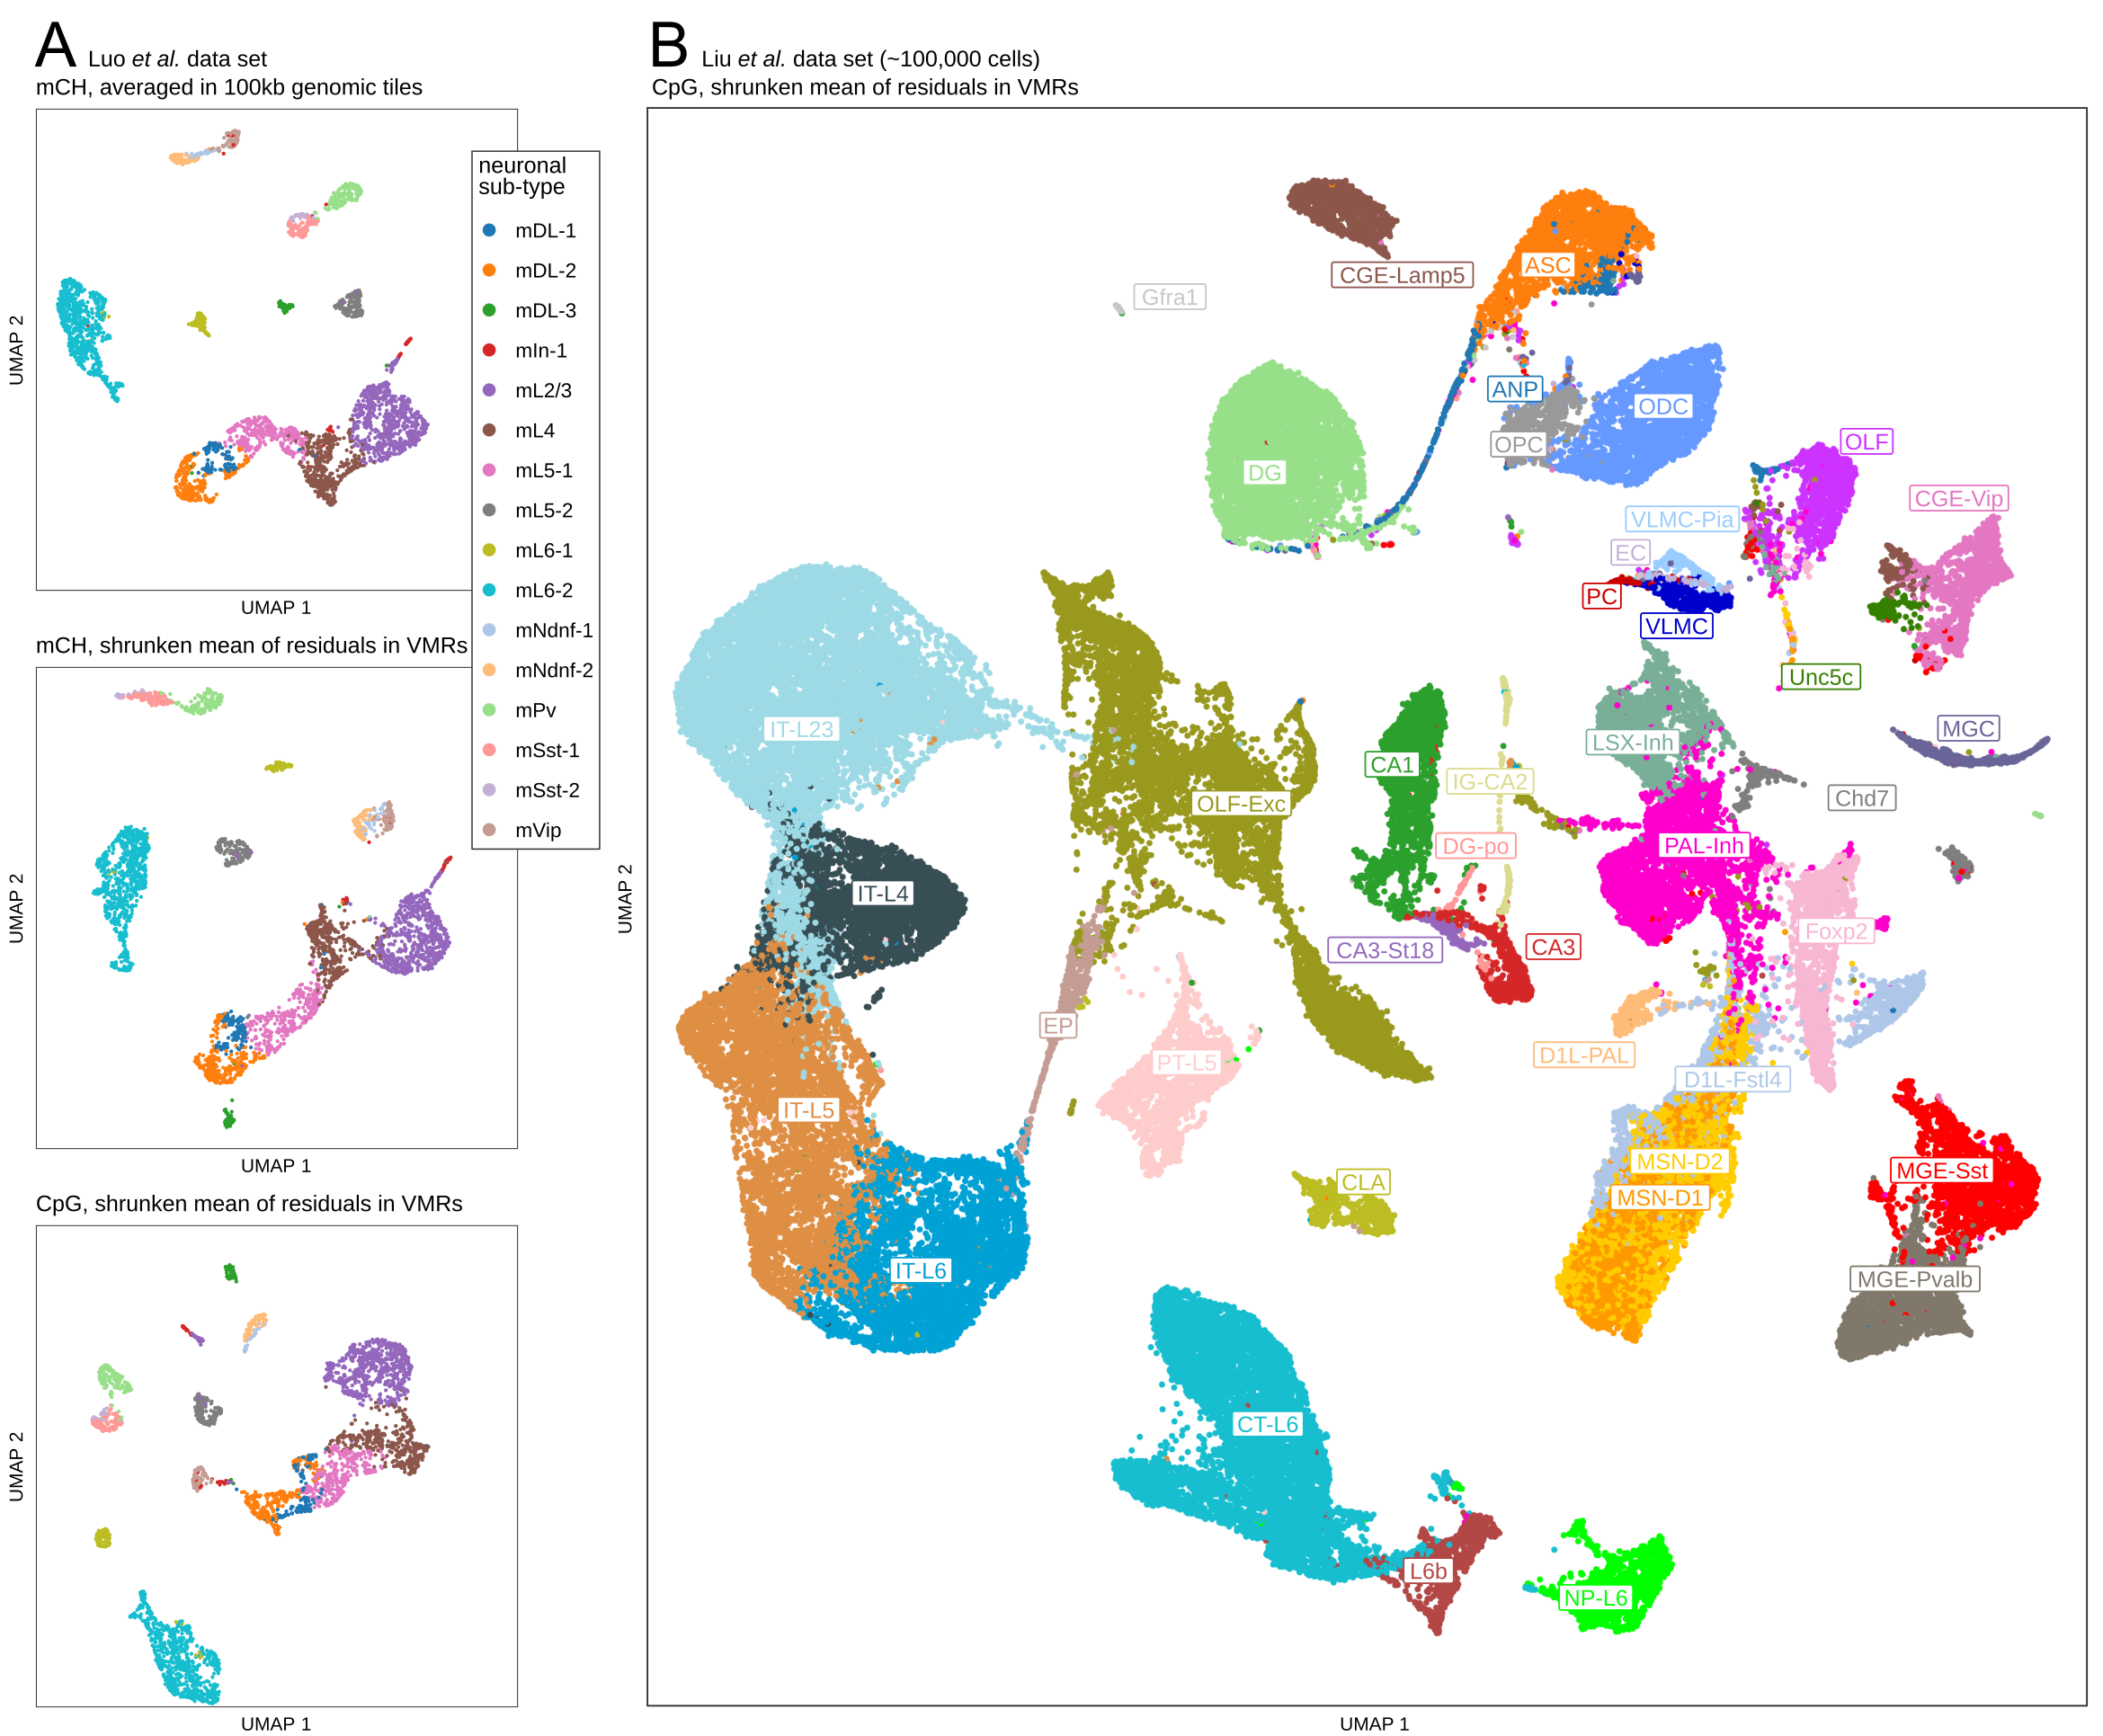 A Luo et al. data set
mCH, averaged in 100kb genomic tiles
UMAP 2
UMAP 1
neuronal
sub-type
mDL-1
mDL-2
mDL-3
mIn-1
mL2/3
mL4
mL5-1
mL5-2
mL6-1
mL6-2
mNdnf-1
mNdnf-2
mPv
mSst-1
mSst-2
mVip
mCH, shrunken mean of residuals in VMRs
UMAP 2
UMAP 1
CpG, shrunken mean of residuals in VMRs
UMAP 2
UMAP 1
B Liu et al. data set (~100,000 cells)
CpG, shrunken mean of residuals in VMRs
CGE-Lamp5
ASC
Gfra1
ANP
ODC
OPC
OLF
DG
CGE-Vip
VLMC-Pia
EC
PC
VLMC
Unc5c
IT-L23
LSX-Inh
MGC
CA1
IG-CA2
Chd7
OLF-Exc
DG-po
PAL-Inh
IT-L4
Foxp2
CA3-St18
CA3
EP
PT-L5
D1L-PAL
D1L-Fstl4
IT-L5
MSN-D2
MGE-Sst
CLA
MSN-D1
IT-L6
MGE-Pvalb
CT-L6
L6b
NP-L6
UMAP 2
UMAP 1